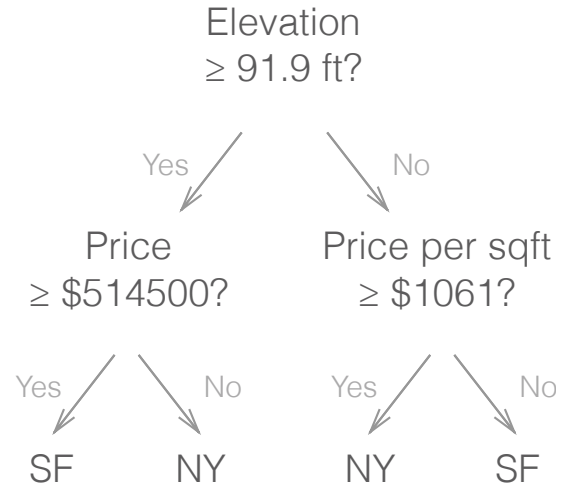 Elevation
≥ 91.9 ft?
Yes
No
Price
≥ $514500?
Price per sqft
≥ $1061?
Yes
No
Yes
No
SF
NY
NY
SF